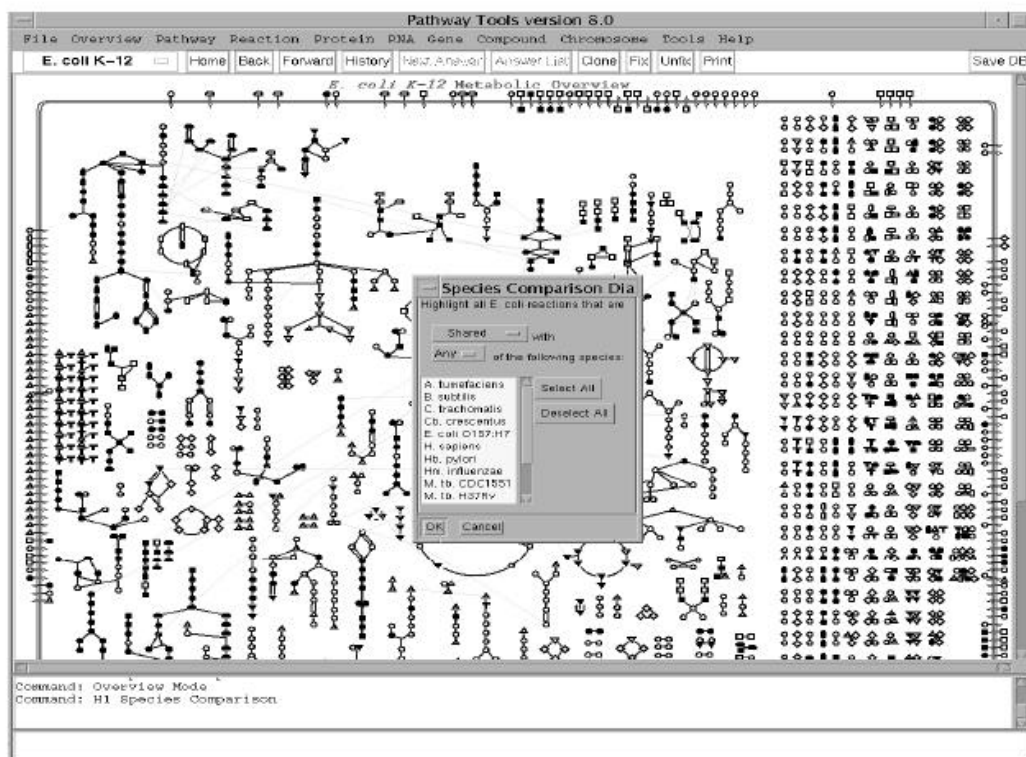 Pathway Tools version 8.0
File Overview Pathway Reaction Protein RNA Gene Compound Chromosome Tools Help
E. coli K-12 Home Back Forward History Next Answer Answer List Clone Fix Unfix Print Save DB
E. coli K-12 Metabolic Overview
Species Comparison Dia
Highlight all E. coli reactions that are
Shared with
Any of the following species:
A. tumefaciens
B. subtilis
C. trachomatis
Cb. crescentus
E. coli O157:H7
H. sapiens
Hb. pylori
Hm. influenzae
M. tb. CDC1551
M. tb. H37Rv
Select All
Deselect All
OK Cancel
Command: Overview Mode
Command: Hl Species Comparison